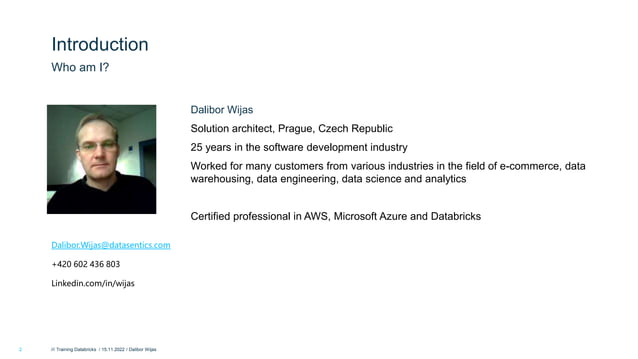 Introduction
Who am I?
Dalibor Wijas
Solution architect, Prague, Czech Republic
25 years in the software development industry
Worked for many customers from various industries in the field of e-commerce, data
warehousing, data engineering, data science and analytics
Certified professional in AWS, Microsoft Azure and Databricks
Dalibor.Wijas@datasentics.com
+420 602 436 803
Linkedin.com/in/wijas
2 /// Training Databricks / 15.11.2022 / Dalibor Wijas